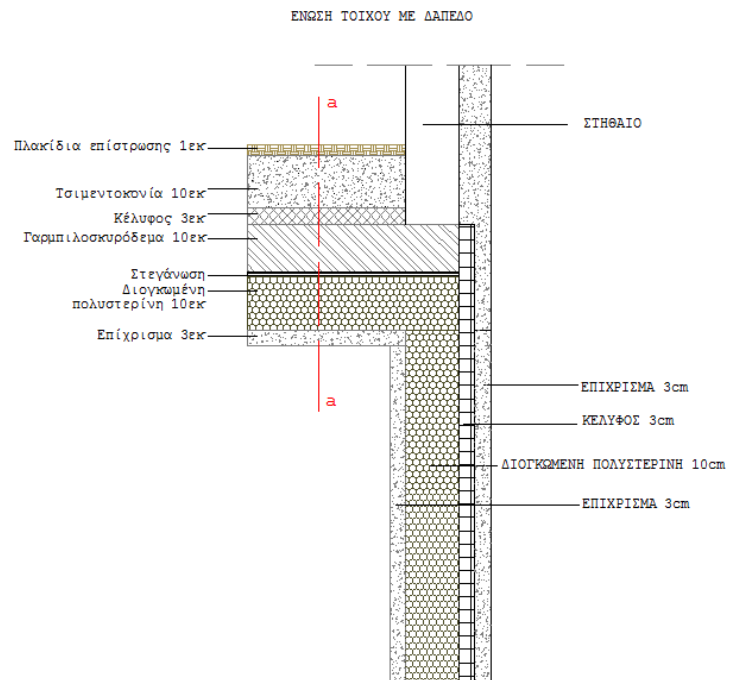 ΕΝΩΣΗ ΤΟΙΧΟΥ ΜΕ ΔΑΠΕΔΟ
a
ΣΤΗΘΑΙΟ
Πλακίδια επίστρωσης 1εκ
Τσιμεντοκονία 10εκ
Κέλυφος 3εκ
Γαρμπιλοσκυρόδεμα 10εκ
Στεγάνωση
Διογκωμένη
πολυστερίνη 10εκ
Επίχρισμα 3εκ
a
ΕΠΙΧΡΙΣΜΑ 3cm
ΚΕΛΥΦΟΣ 3cm
ΔΙΟΓΚΩΜΕΝΗ ΠΟΛΥΣΤΕΡΙΝΗ 10cm
ΕΠΙΧΡΙΣΜΑ 3cm